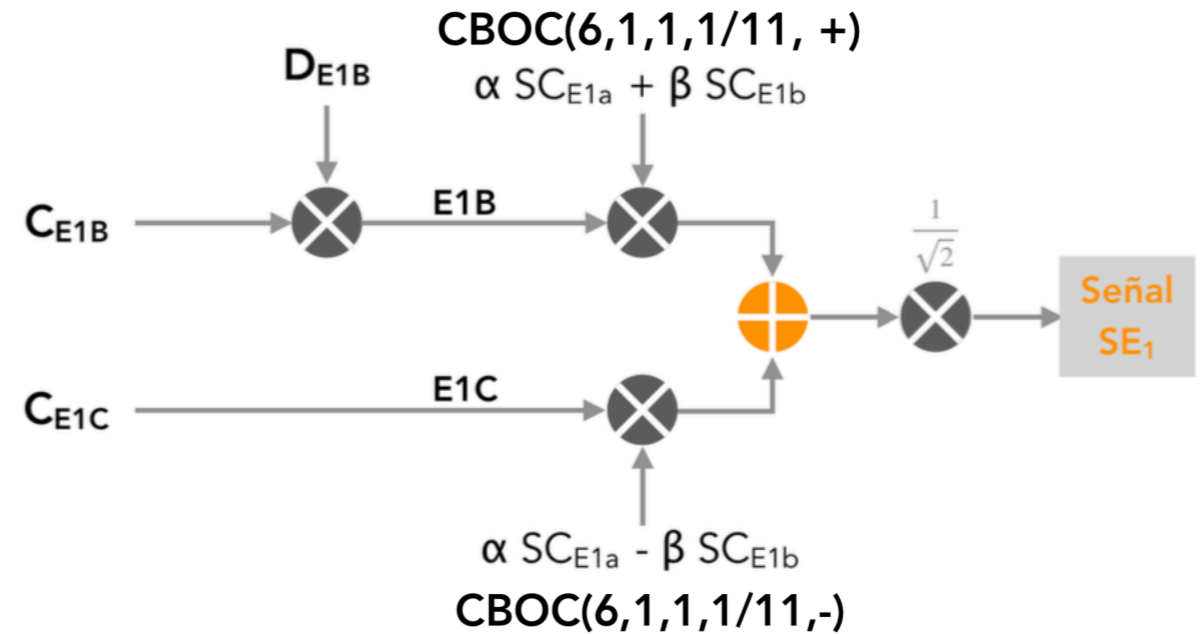 CBOC(6,1,1,1/11, +)
D_E1B
α SC_E1a + β SC_E1b
C_E1B
E1B
1/√2
Señal
SE₁
C_E1C
E1C
α SC_E1a - β SC_E1b
CBOC(6,1,1,1/11,-)